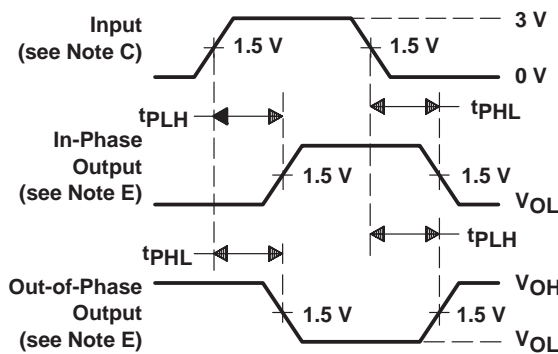 Input
(see Note C)
1.5 V
1.5 V
3 V
0 V
tPLH
tPHL
In-Phase
Output
(see Note E)
1.5 V
1.5 V
VOL
tPHL
tPLH
Out-of-Phase
Output
(see Note E)
1.5 V
1.5 V
VOH
VOL